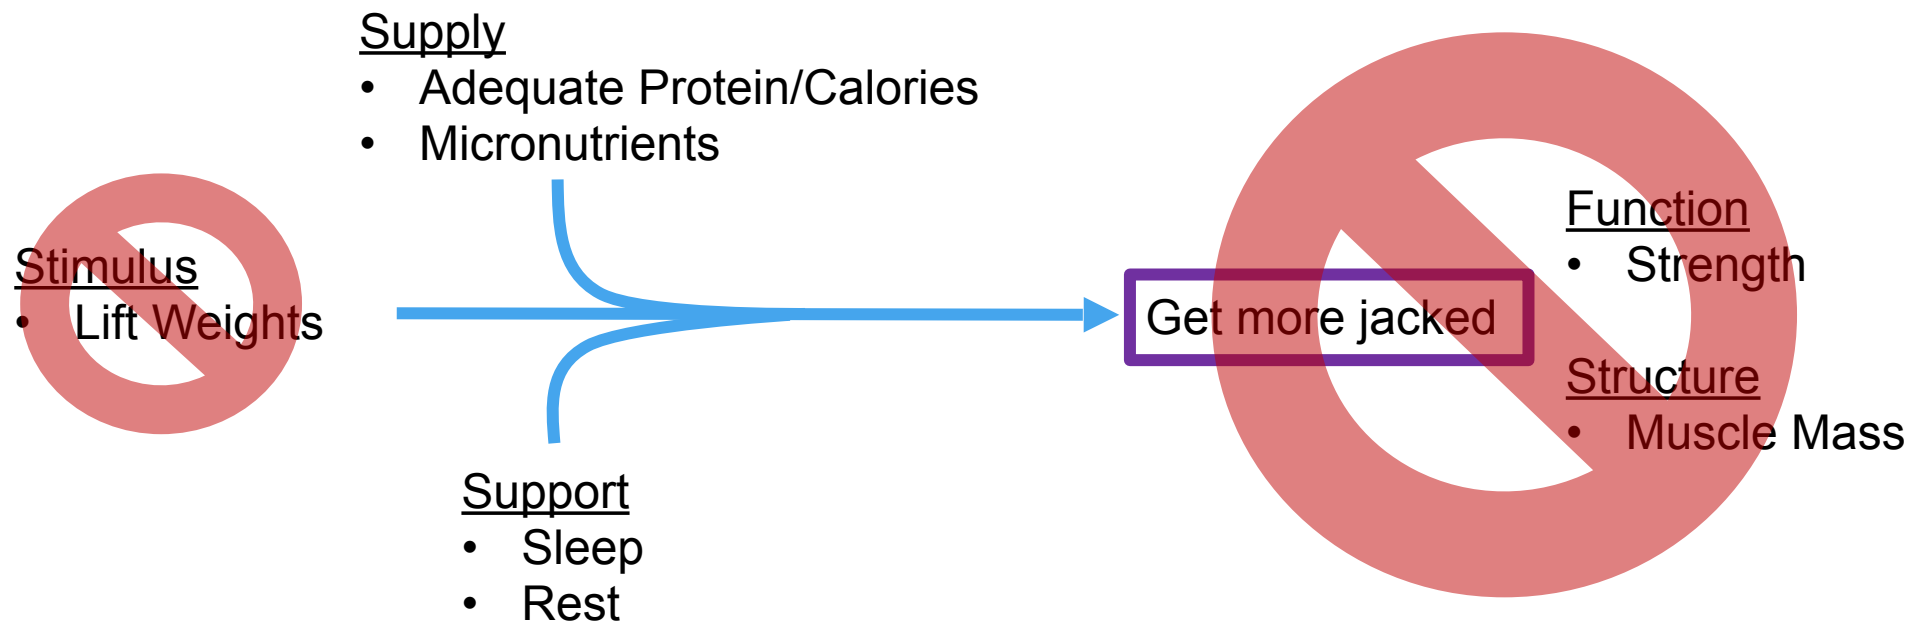 Supply
• Adequate Protein/Calories
• Micronutrients
Stimulus
• Lift Weights
Get more jacked
Function
• Strength
Structure
• Muscle Mass
Support
• Sleep
• Rest